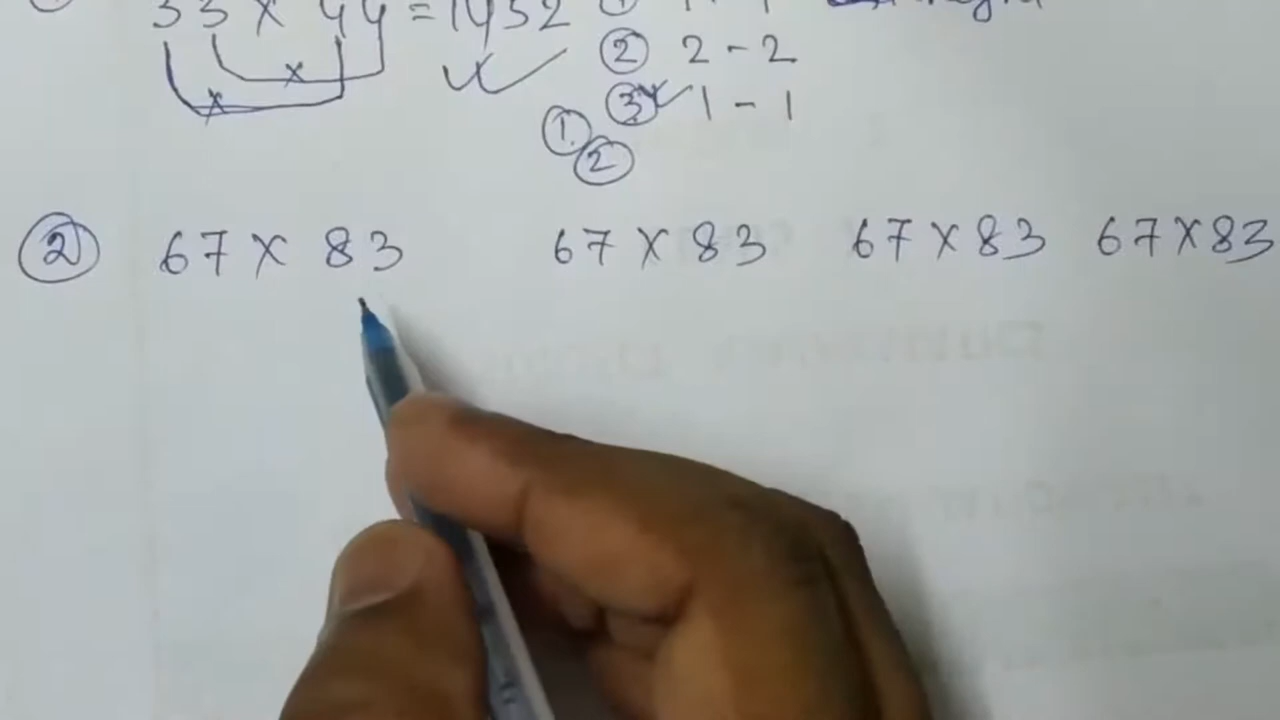 33 X 44 = 1452
② 2 - 2
③ 1 - 1
①
②
② 67 X 83 67 X 83 67 X 83 67 X 83